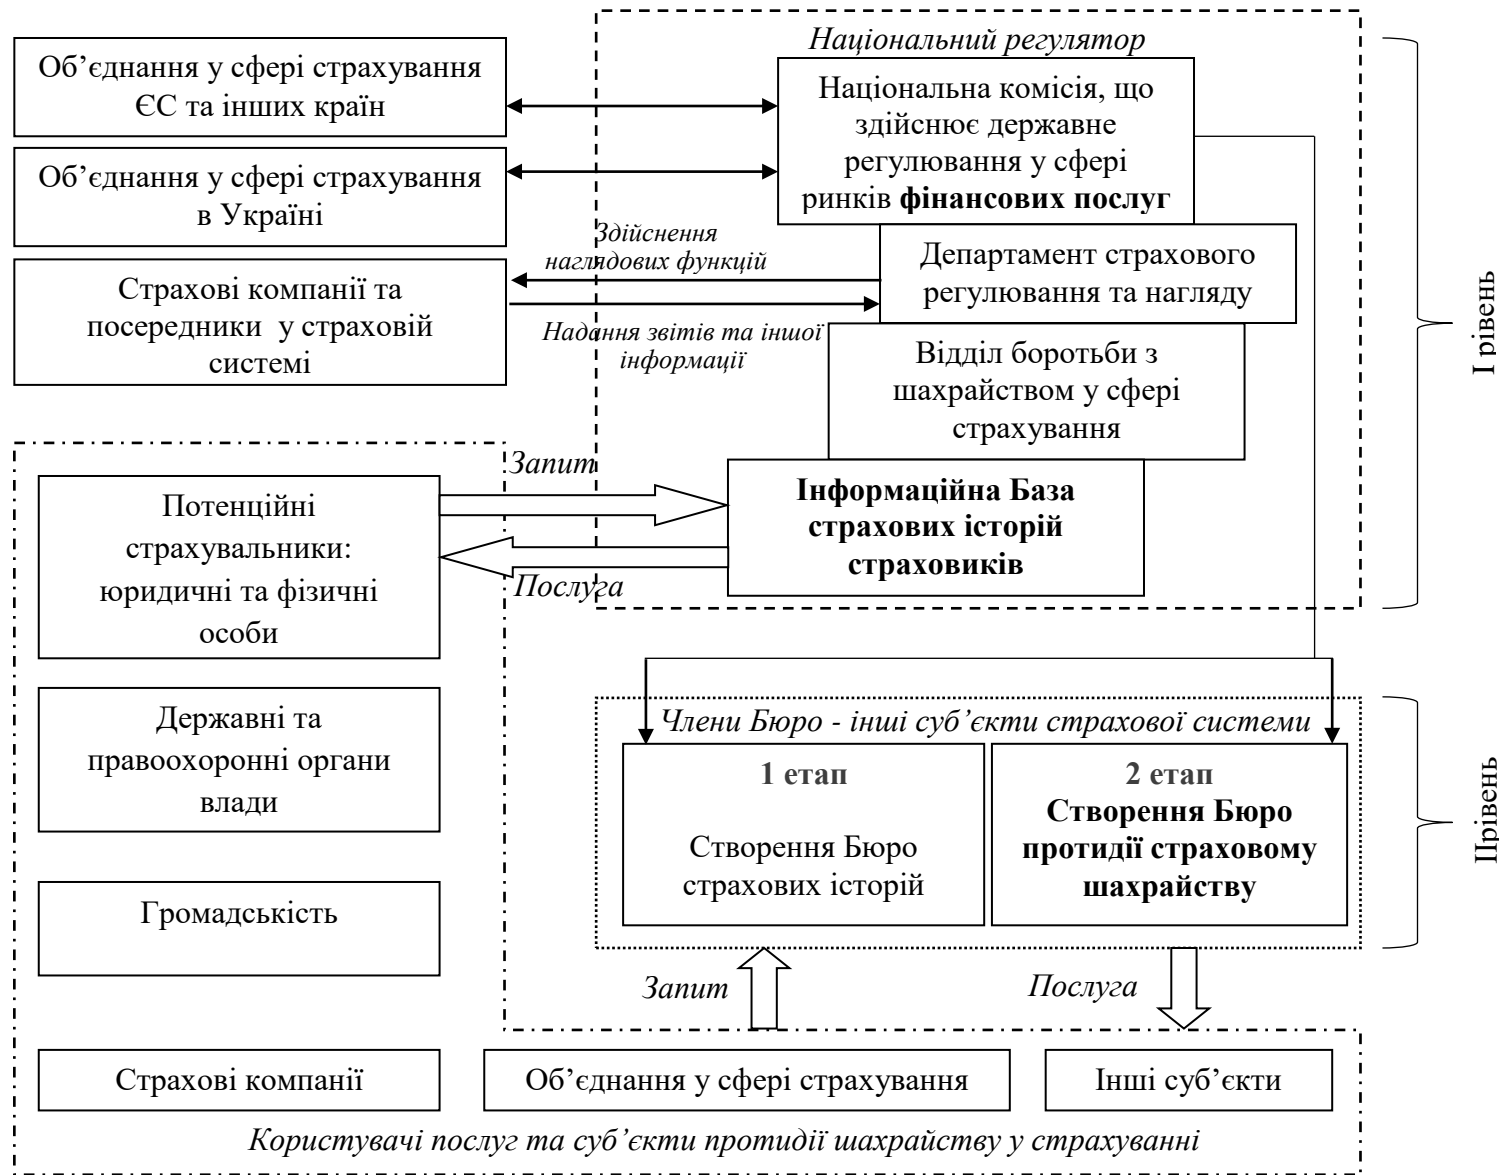 Національний регулятор
Об’єднання у сфері страхування
ЄС та інших країн
Національна комісія, що
здійснює державне
регулювання у сфері
ринків фінансових послуг
Об’єднання у сфері страхування
в Україні
Здійснення
наглядових функцій
Департамент страхового
регулювання та нагляду
Страхові компанії та
посередники у страховій
системі
Надання звітів та іншої
інформації
Відділ боротьби з
шахрайством у сфері
страхування
І рівень
Запит
Інформаційна База
страхових історій
страховиків
Послуга
Потенційні
страхувальники:
юридичні та фізичні
особи
Державні та
правоохоронні органи
влади
Громадськість
Члени Бюро - інші суб’єкти страхової системи
1 етап
Створення Бюро
страхових історій
2 етап
Створення Бюро
протидії страховому
шахрайству
ІІрівень
Запит
Послуга
Страхові компанії
Об’єднання у сфері страхування
Інші суб’єкти
Користувачі послуг та суб’єкти протидії шахрайству у страхуванні